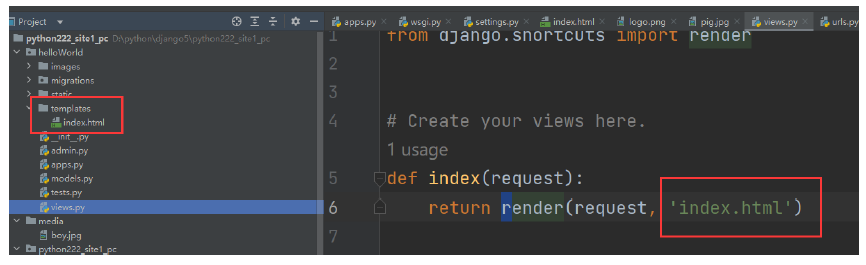 Project
python222_site1_pc D:\python\django5\python222_site1_pc
helloWorld
images
migrations
static
templates
index.html
__init__.py
admin.py
apps.py
models.py
tests.py
views.py
media
boy.jpg
python222_site1_pc
apps.py wsgi.py settings.py index.html logo.png pig.jpg views.py urls.py
1 from django.shortcuts import render
2
3
4 # Create your views here.
1 usage
5 def index(request):
6 return render(request, 'index.html')
7